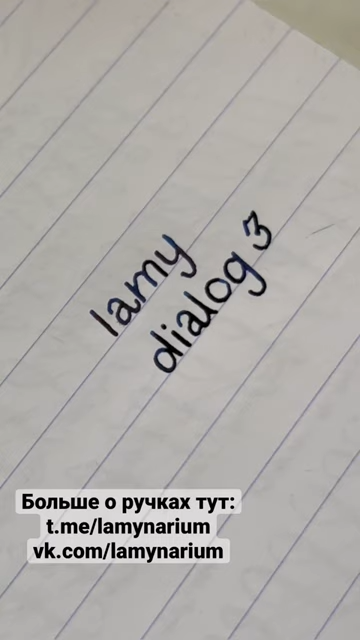 lamy
dialog 3
Больше о ручках тут:
t.me/lamynarium
vk.com/lamynarium